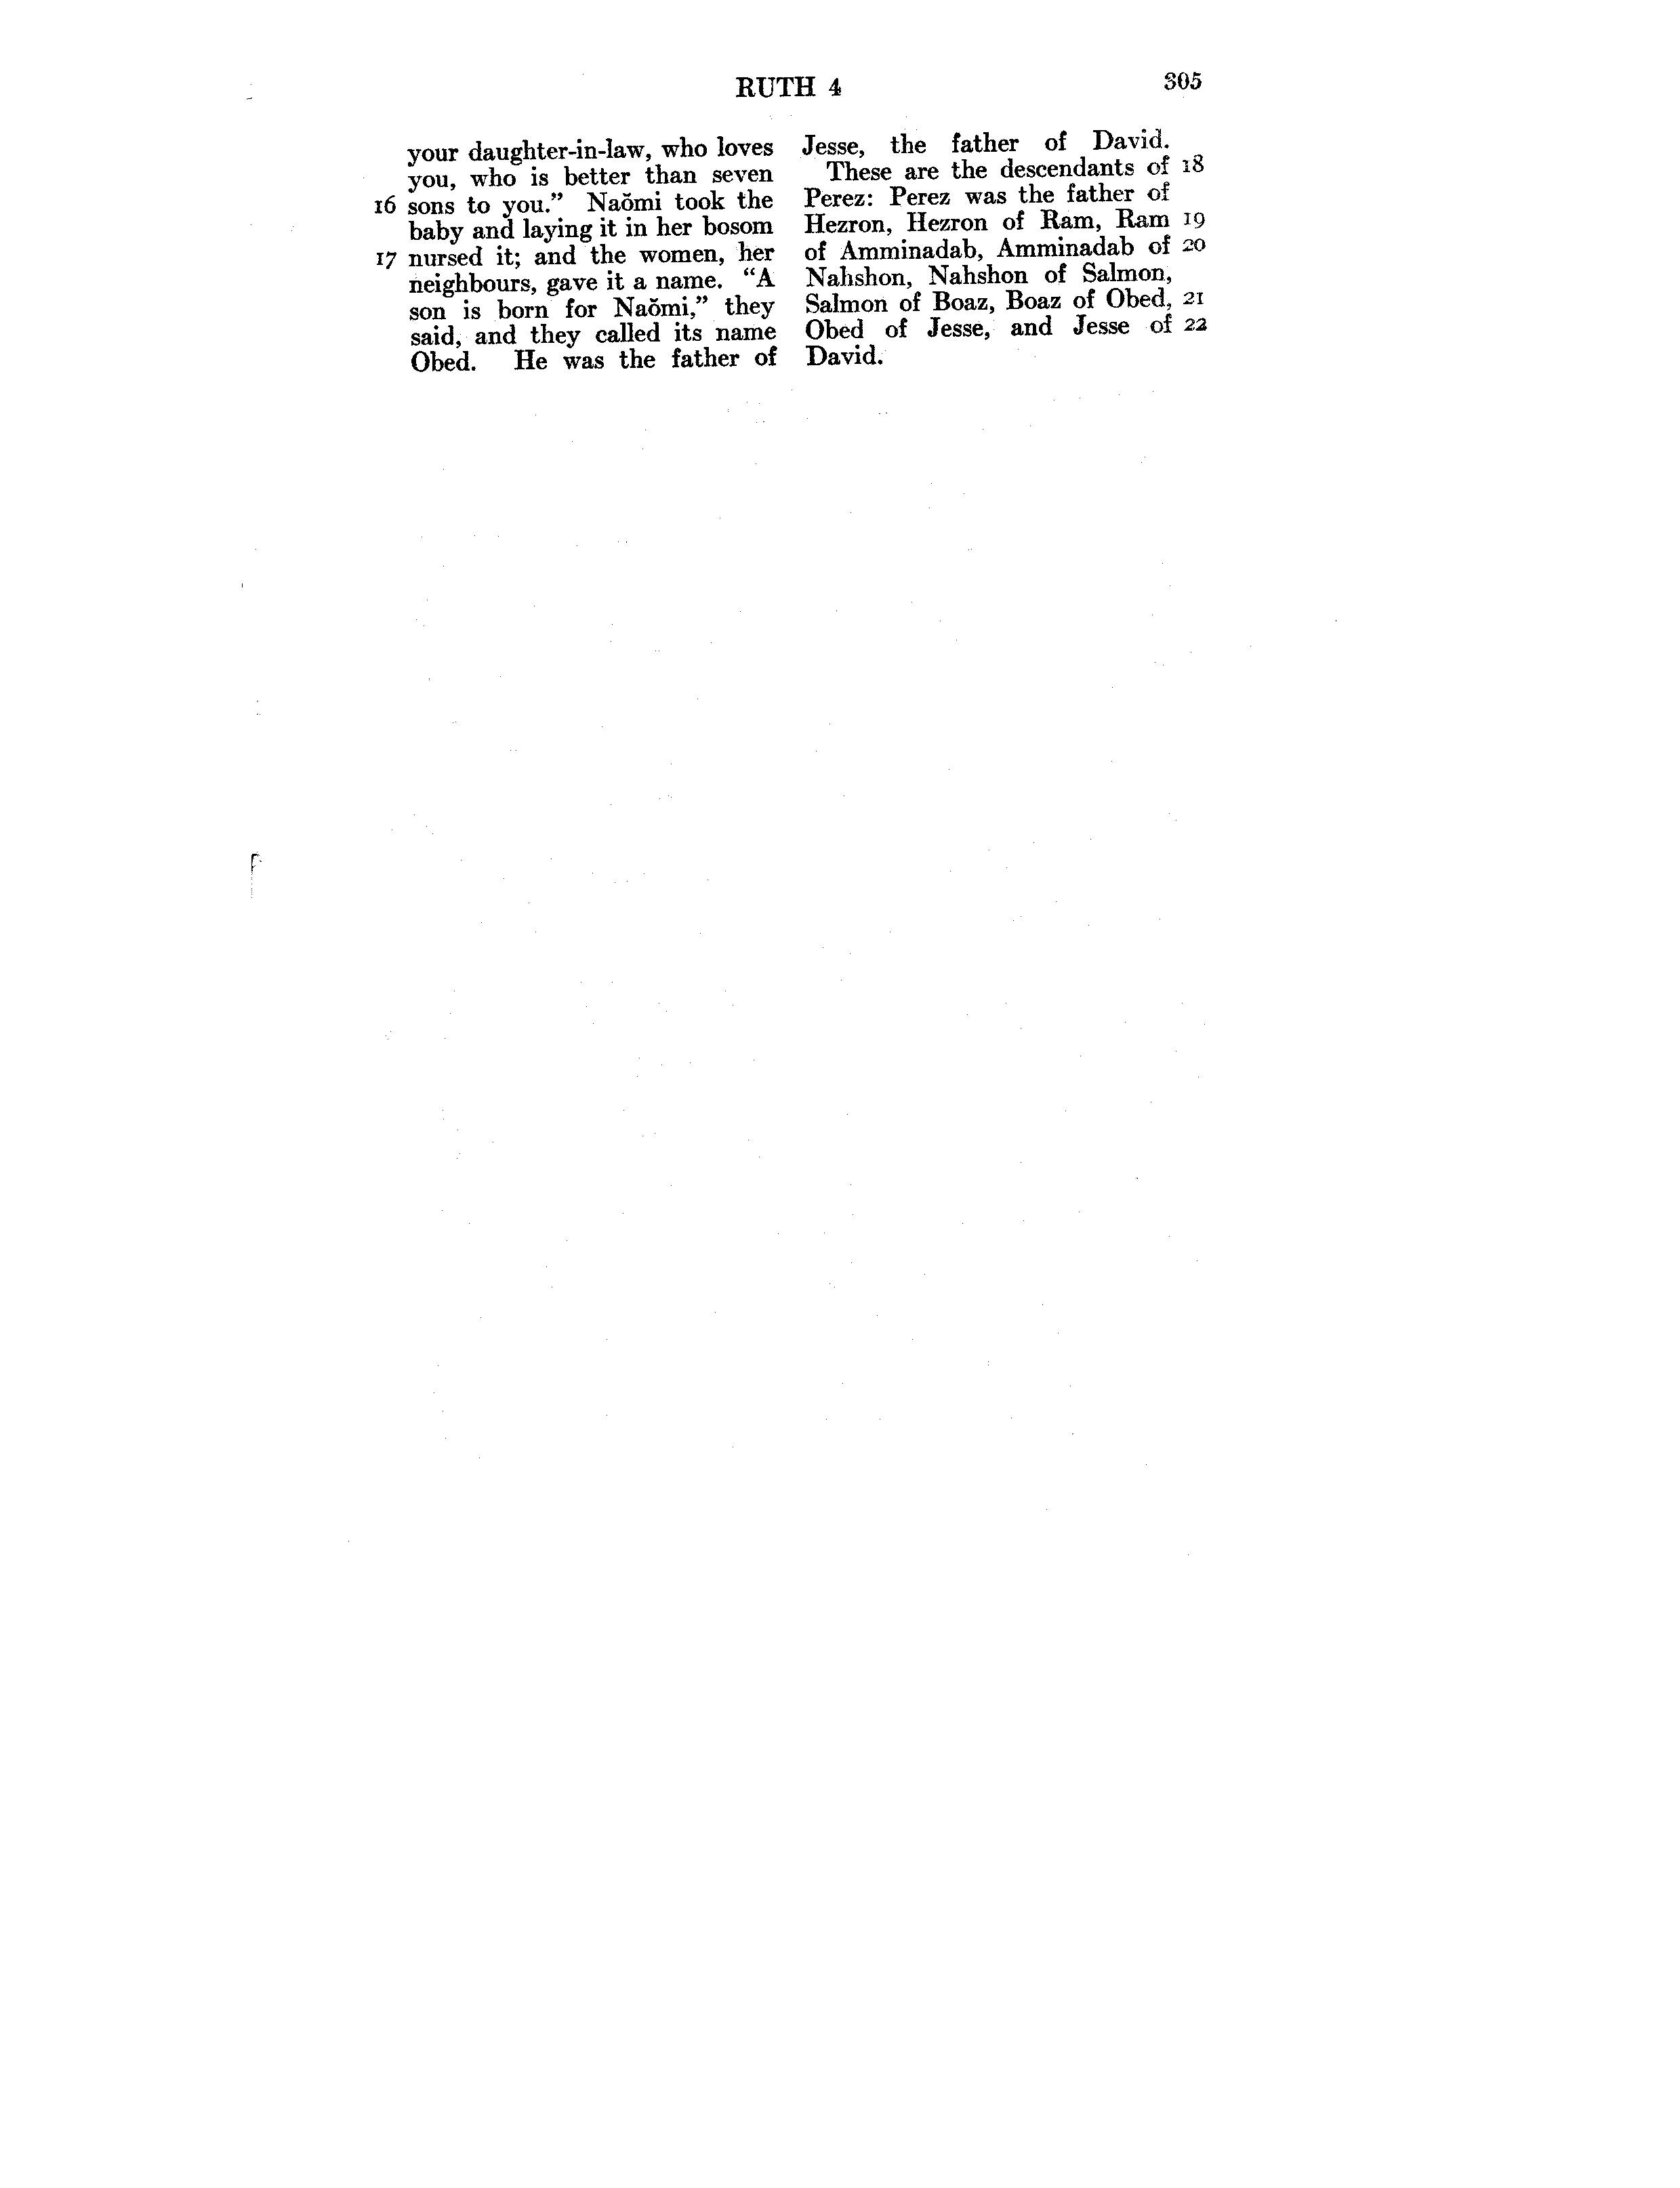 RUTH 4
305
your daughter-in-law, who loves
you, who is better than seven
16 sons to you.” Naŏmi took the
baby and laying it in her bosom
17 nursed it; and the women, her
neighbours, gave it a name. “A
son is born for Naŏmi,” they
said, and they called its name
Obed. He was the father of
Jesse, the father of David.
These are the descendants of 18
Perez: Perez was the father of
Hezron, Hezron of Ram, Ram 19
of Amminadab, Amminadab of 20
Nahshon, Nahshon of Salmon,
Salmon of Boaz, Boaz of Obed, 21
Obed of Jesse, and Jesse of 22
David.